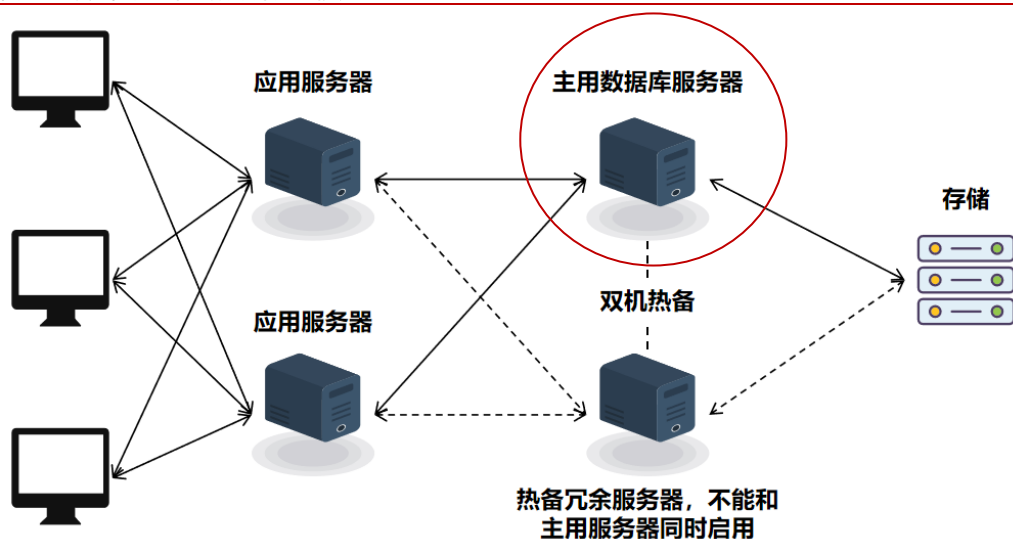 应用服务器
主用数据库服务器
存储
双机热备
应用服务器
热备冗余服务器，不能和
主用服务器同时启用